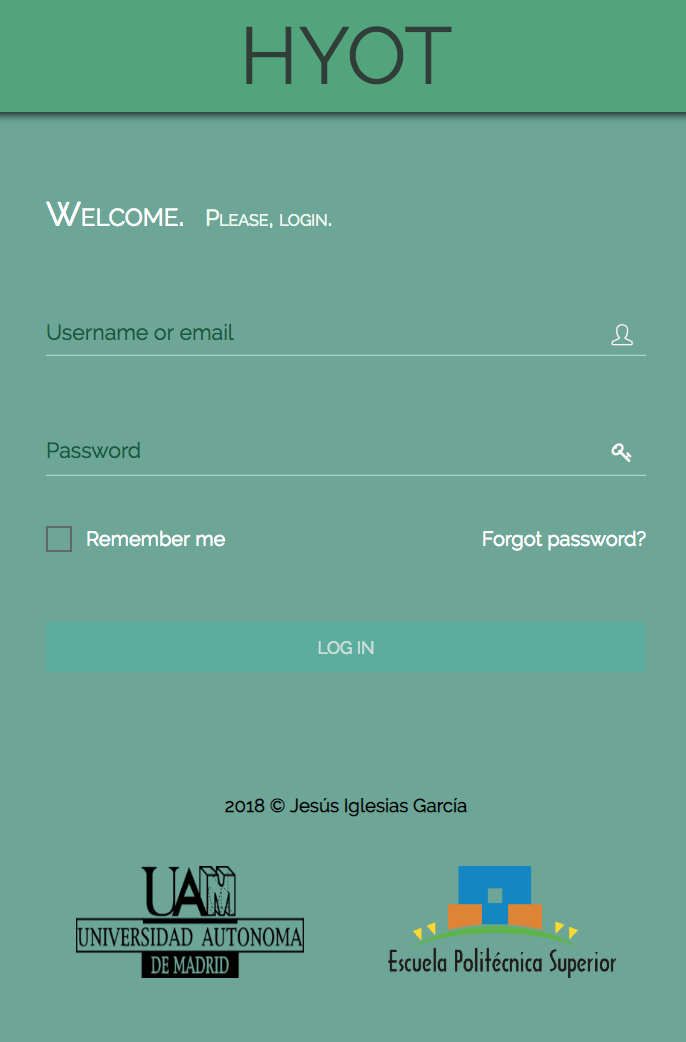 HYOT
Welcome. Please, login.
Username or email
Password
Remember me Forgot password?
LOG IN
2018 © Jesús Iglesias García
UAM
UNIVERSIDAD AUTONOMA
DE MADRID
Escuela Politécnica Superior